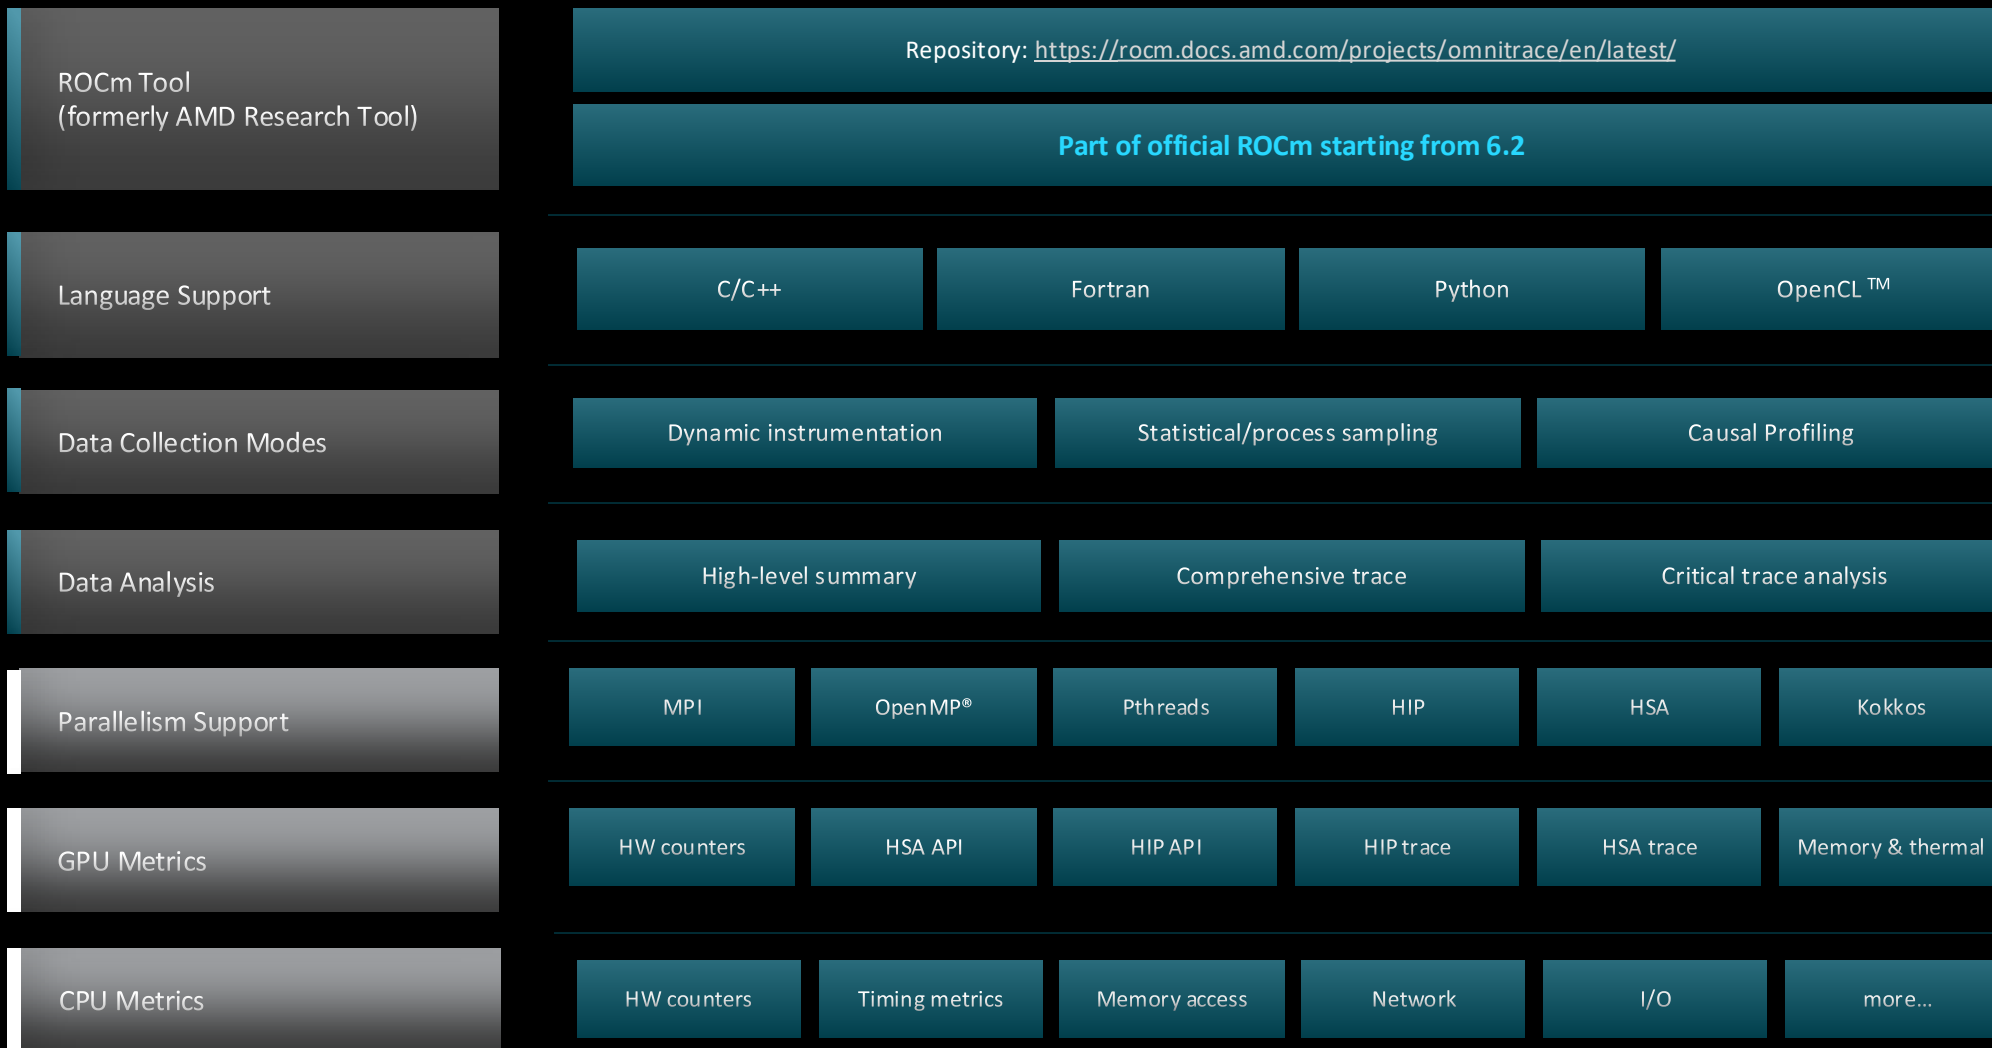 ROCm Tool
(formerly AMD Research Tool)
Repository: https://rocm.docs.amd.com/projects/omnitrace/en/latest/
Part of official ROCm starting from 6.2
Language Support
C/C++
Fortran
Python
OpenCL™
Data Collection Modes
Dynamic instrumentation
Statistical/process sampling
Causal Profiling
Data Analysis
High-level summary
Comprehensive trace
Critical trace analysis
Parallelism Support
MPI
OpenMP®
Pthreads
HIP
HSA
Kokkos
GPU Metrics
HW counters
HSA API
HIP API
HIP trace
HSA trace
Memory & thermal
CPU Metrics
HW counters
Timing metrics
Memory access
Network
I/O
more...